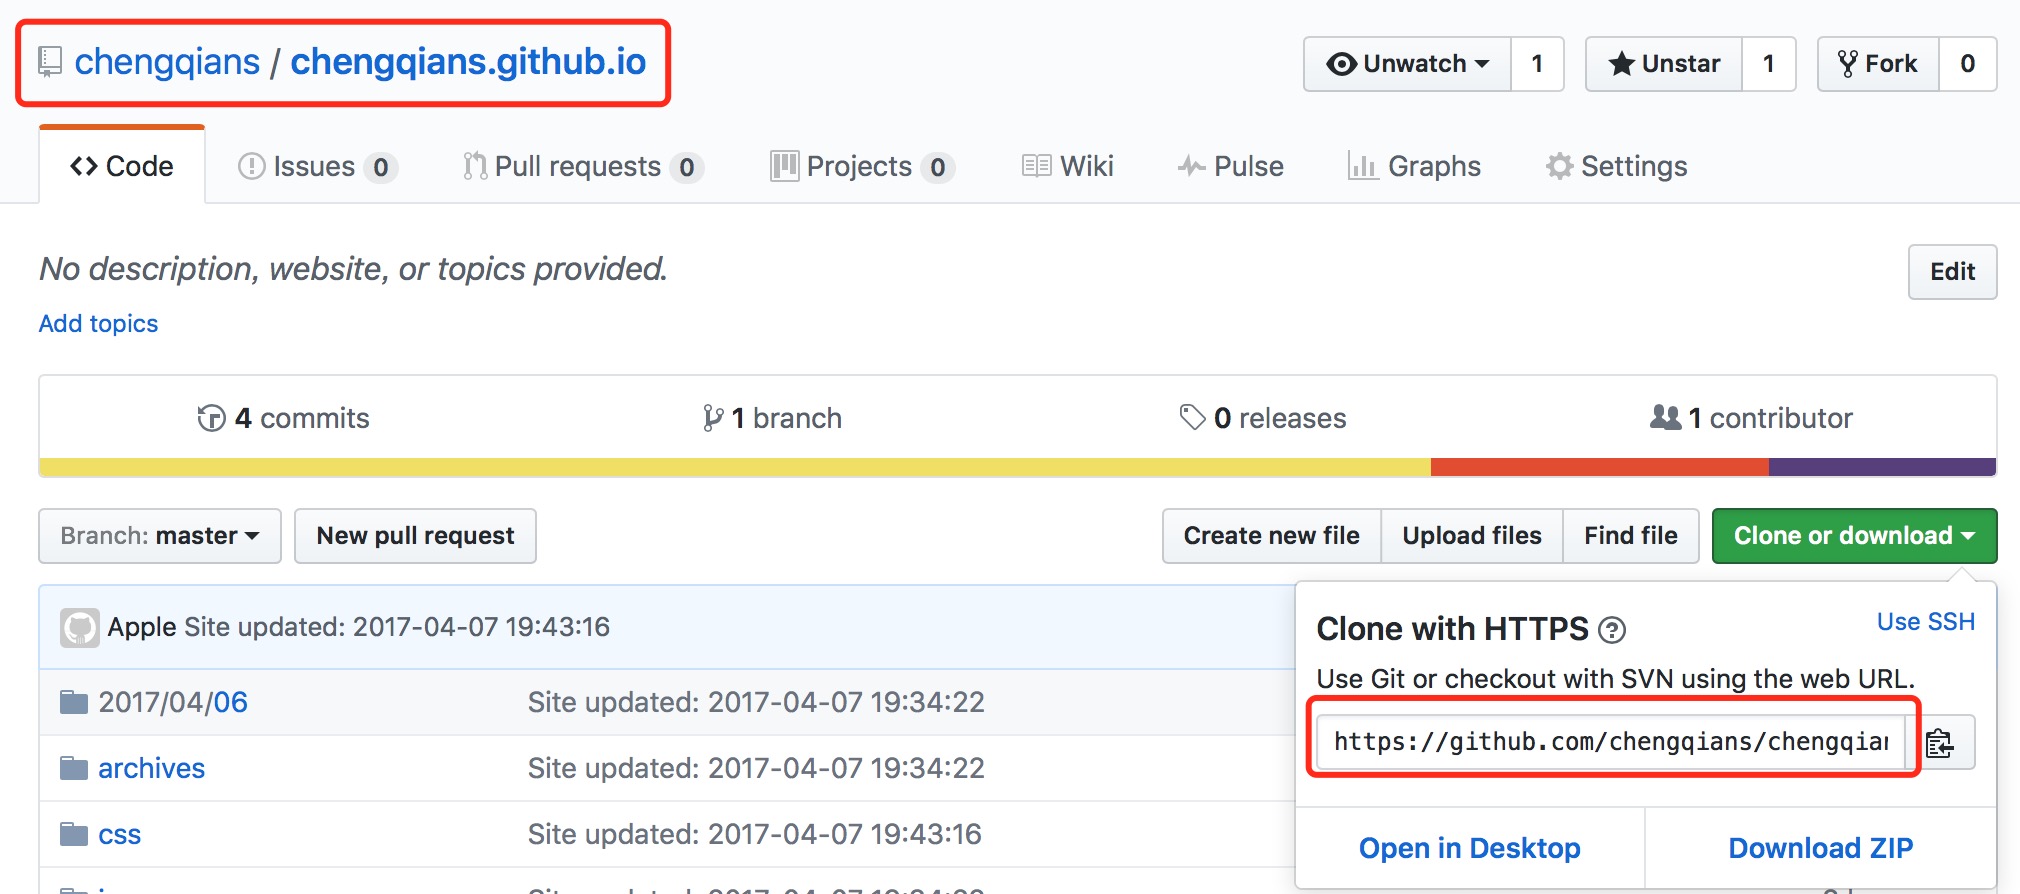 chengqians / chengqians.github.io
Unwatch 1 Unstar 1 Fork 0
Code Issues 0 Pull requests 0 Projects 0 Wiki Pulse Graphs Settings
No description, website, or topics provided.
Edit
Add topics
4 commits 1 branch 0 releases 1 contributor
Branch: master New pull request Create new file Upload files Find file Clone or download
Apple Site updated: 2017-04-07 19:43:16
2017/04/06 Site updated: 2017-04-07 19:34:22
archives Site updated: 2017-04-07 19:34:22
css Site updated: 2017-04-07 19:43:16
Clone with HTTPS Use SSH
Use Git or checkout with SVN using the web URL.
https://github.com/chengqians/chengqian
Open in Desktop Download ZIP